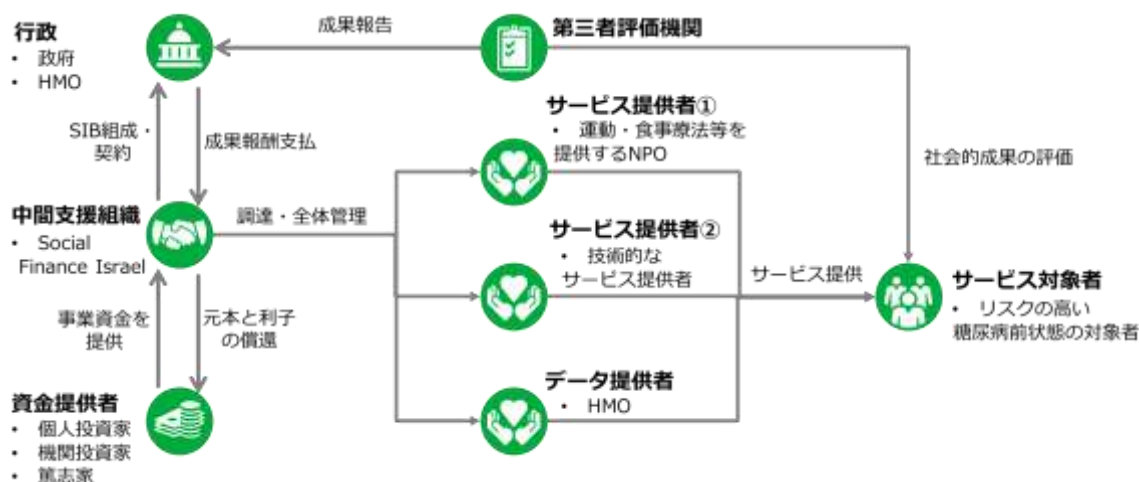 行政
• 政府
• HMO
成果報告
第三者評価機関
SIB組成・
契約
成果報酬支払
サービス提供者①
• 運動・食事療法等を
提供するNPO
社会的成果の評価
中間支援組織
• Social
Finance Israel
調達・全体管理
サービス提供者②
• 技術的な
サービス提供者
サービス提供
サービス対象者
• リスクの高い
糖尿病前状態の対象者
事業資金を
提供
元本と利子
の償還
データ提供者
• HMO
資金提供者
• 個人投資家
• 機関投資家
• 篤志家